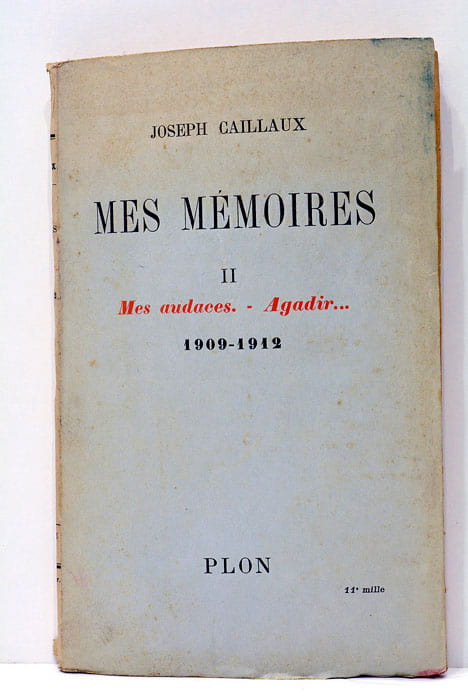 JOSEPH CAILLAUX
MES MÉMOIRES
II
Mes audaces. - Agadir...
1909-1912
PLON
11e mille